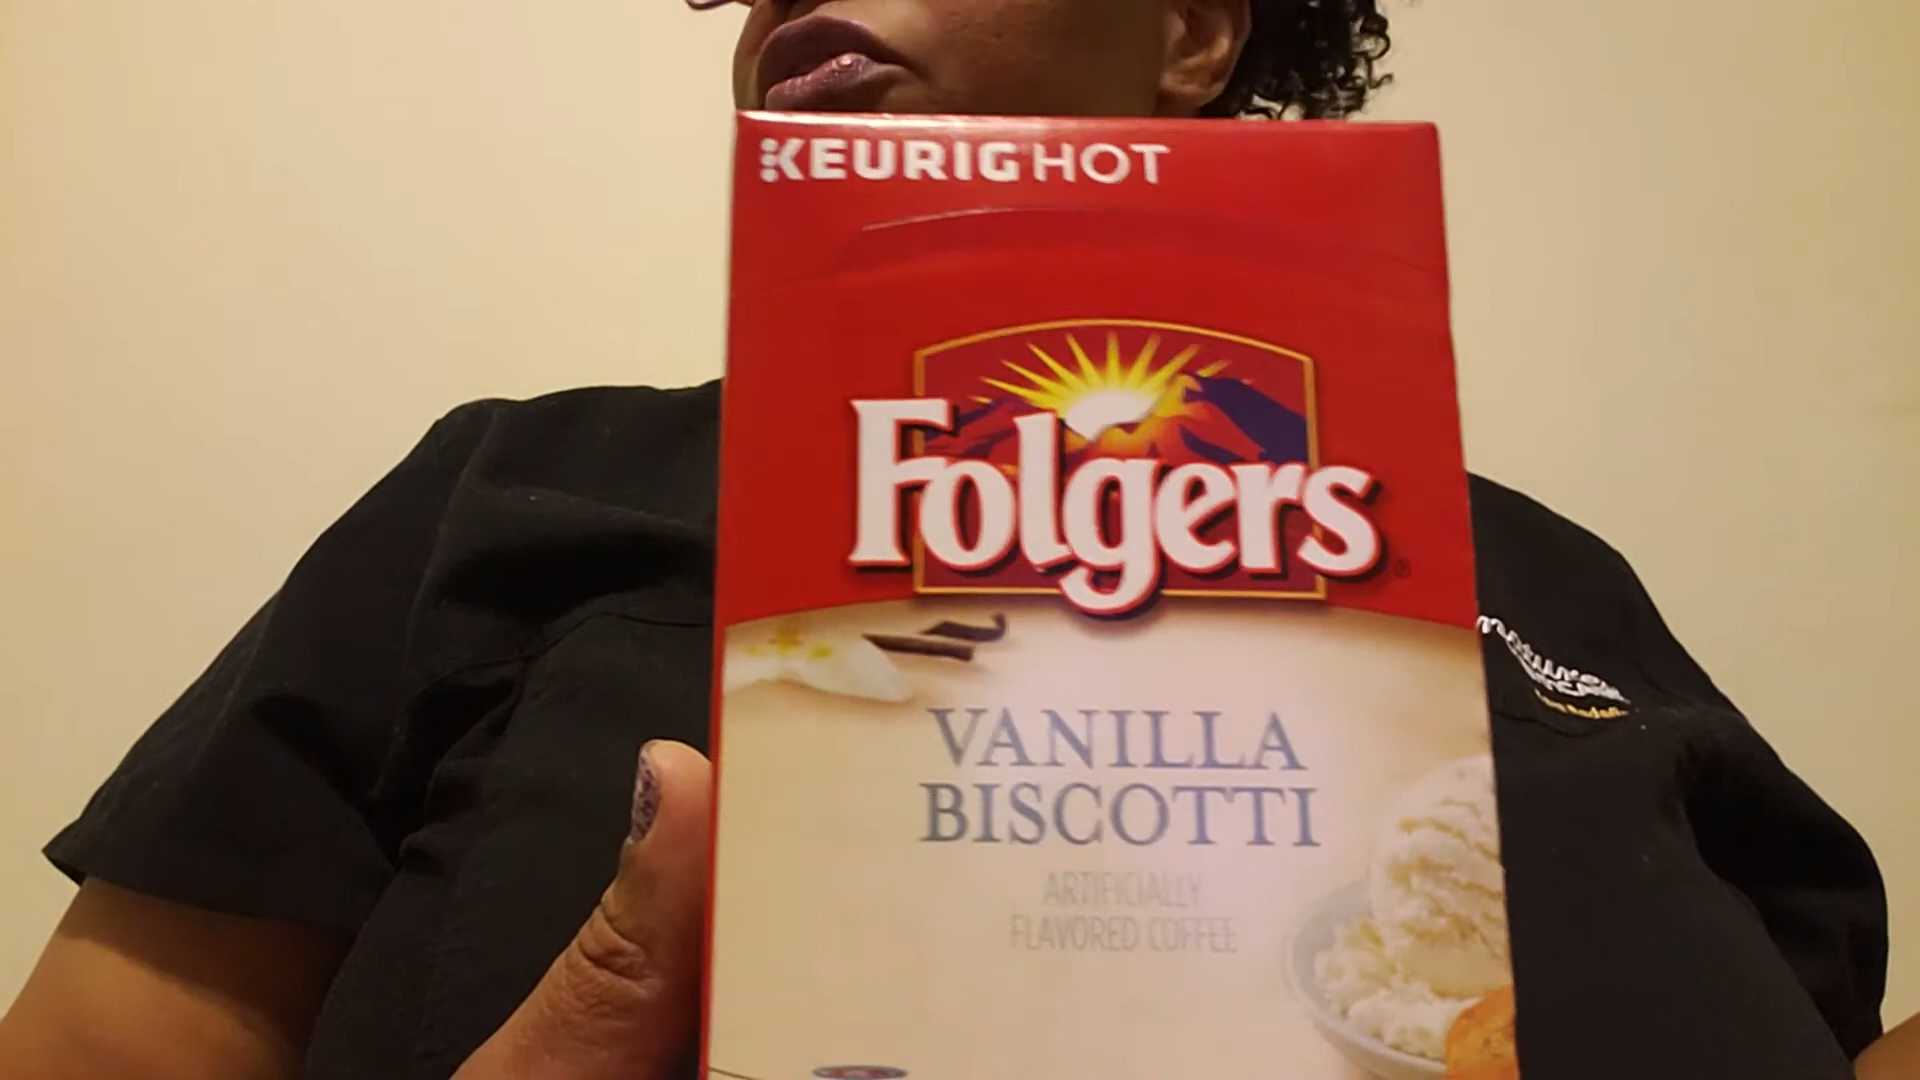 KEURIG HOT
Folgers
VANILLA
BISCOTTI
ARTIFICIALLY
FLAVORED COFFEE